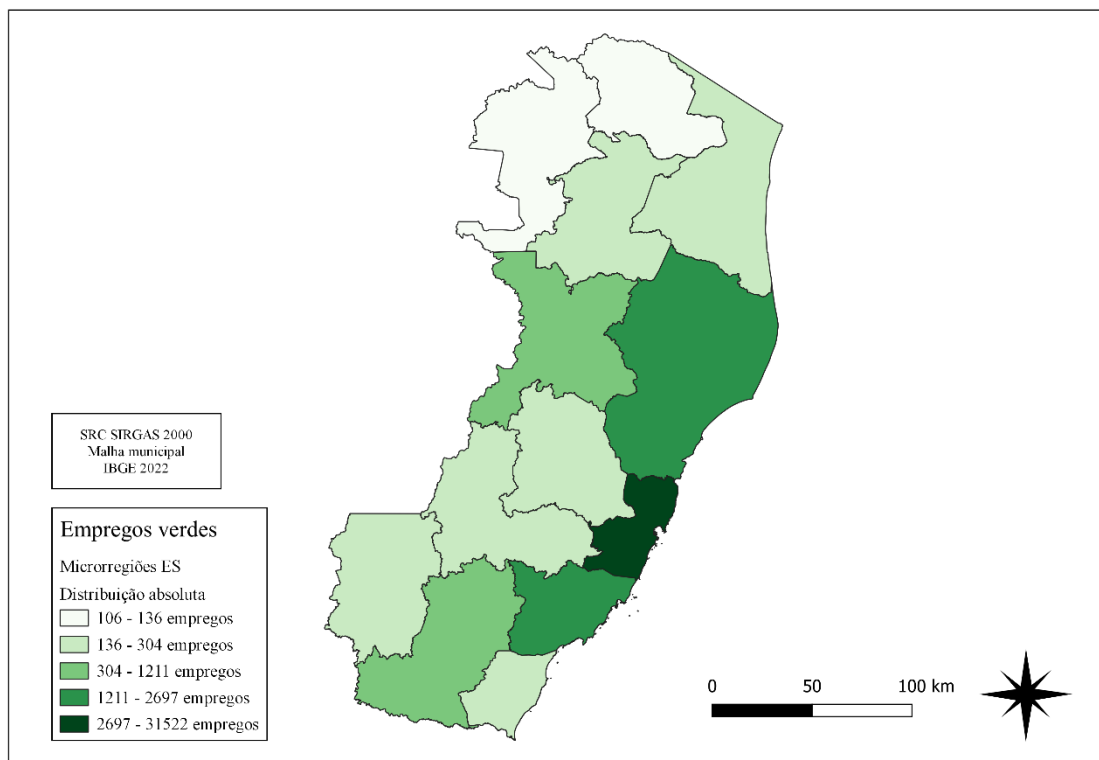 SRC SIRGAS 2000
Malha municipal
IBGE 2022
Empregos verdes
Microrregiões ES
Distribuição absoluta
106 - 136 empregos
136 - 304 empregos
304 - 1211 empregos
1211 - 2697 empregos
2697 - 31522 empregos
0 50 100 km